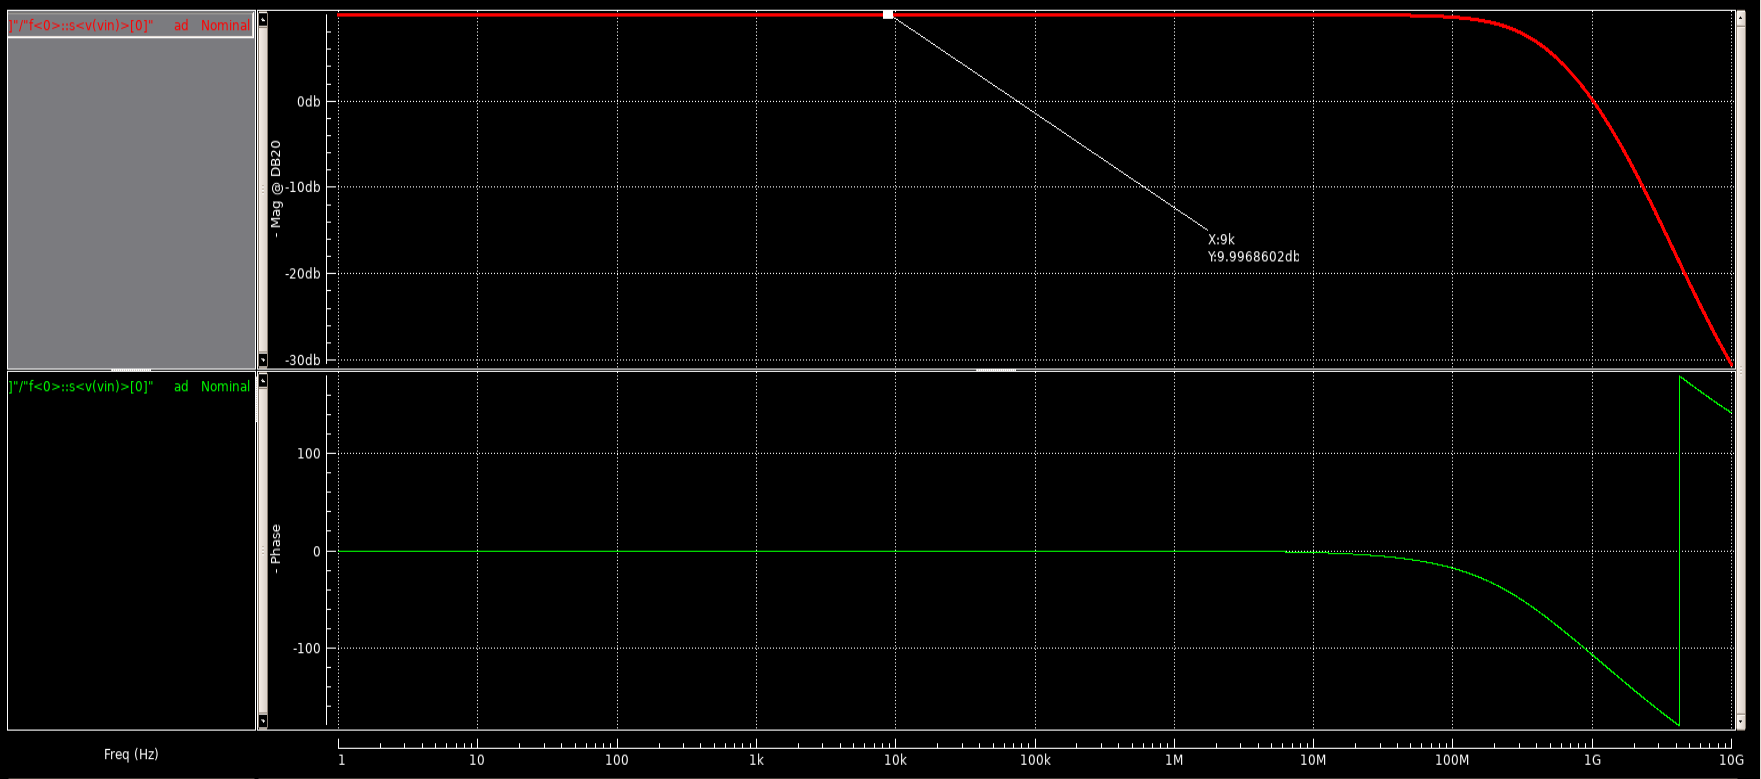 ]"/"f<0>::s<v(vin)>[0]" ad Nominal
0db
-10db
-20db
-30db
- Mag @ DB20
X:9k
Y:9.9968602db
]"/"f<0>::s<v(vin)>[0]" ad Nominal
100
0
-100
- Phase
Freq (Hz)
1 10 100 1k 10k 100k 1M 10M 100M 1G 10G